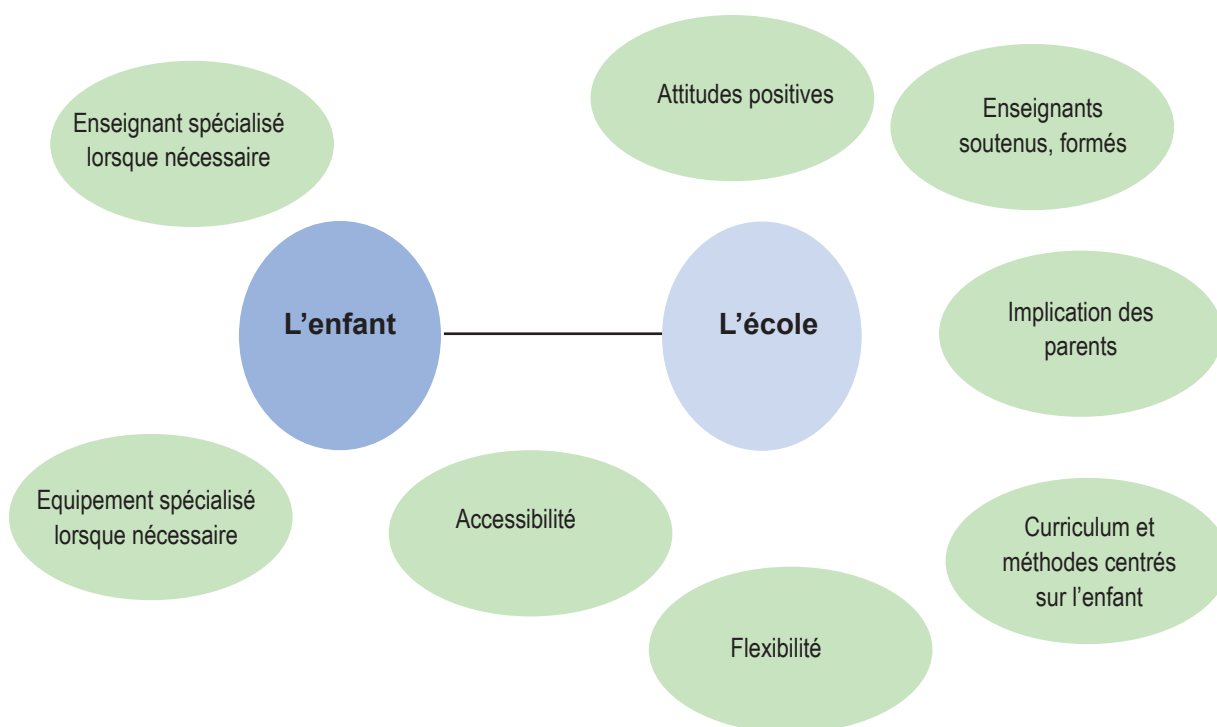 Attitudes positives
Enseignant spécialisé
lorsque nécessaire
Enseignants
soutenus, formés
L’enfant
L’école
Implication des
parents
Equipement spécialisé
lorsque nécessaire
Accessibilité
Curriculum et
méthodes centrés
sur l’enfant
Flexibilité